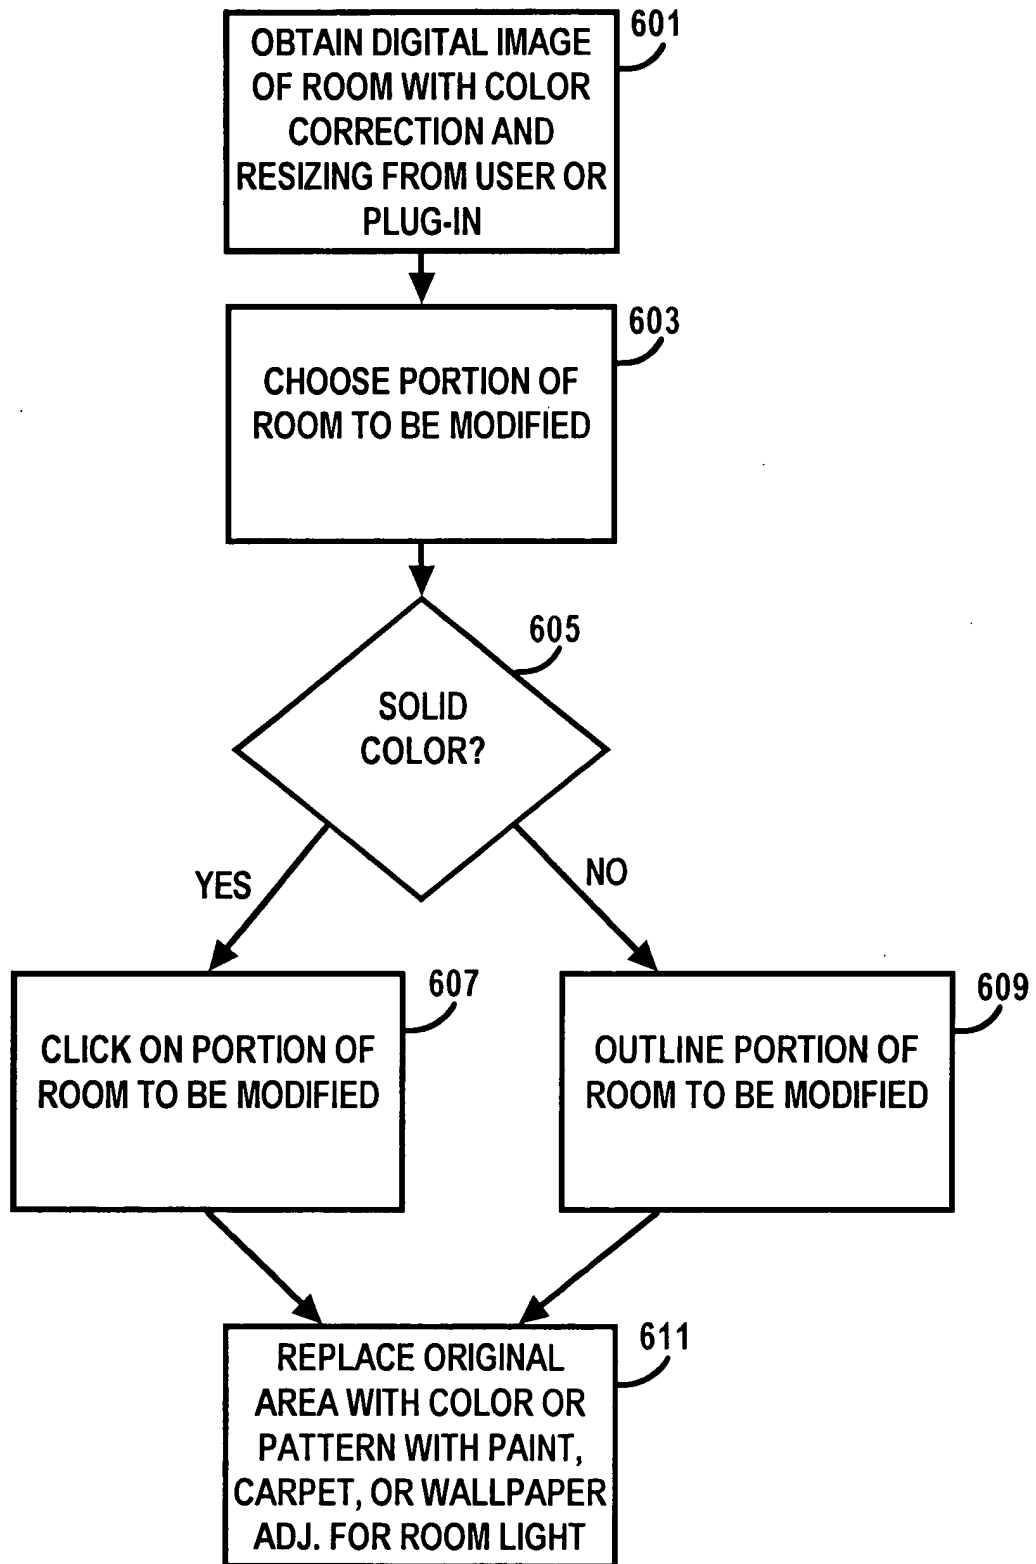 601
OBTAIN DIGITAL IMAGE
OF ROOM WITH COLOR
CORRECTION AND
RESIZING FROM USER OR
PLUG-IN
603
CHOOSE PORTION OF
ROOM TO BE MODIFIED
605
SOLID
COLOR?
YES
NO
607
CLICK ON PORTION OF
ROOM TO BE MODIFIED
609
OUTLINE PORTION OF
ROOM TO BE MODIFIED
611
REPLACE ORIGINAL
AREA WITH COLOR OR
PATTERN WITH PAINT,
CARPET, OR WALLPAPER
ADJ. FOR ROOM LIGHT